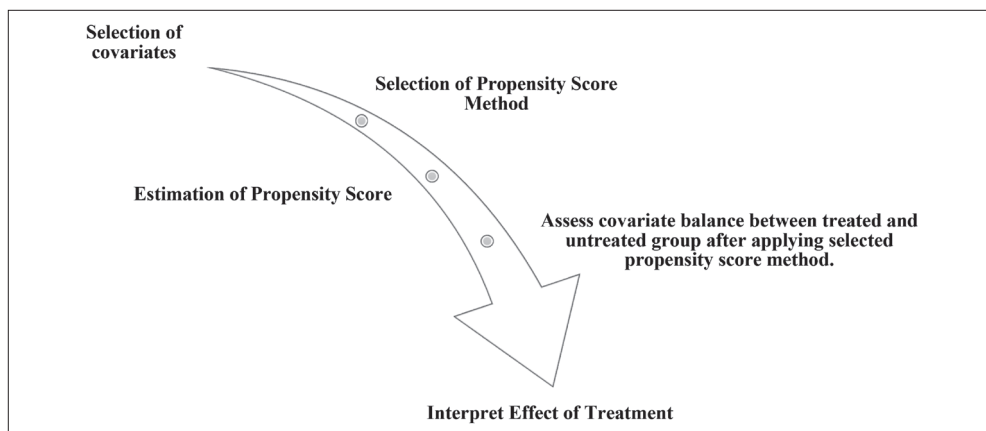 Selection of
covariates
Selection of Propensity Score
Method
Estimation of Propensity Score
Assess covariate balance between treated and
untreated group after applying selected
propensity score method.
Interpret Effect of Treatment